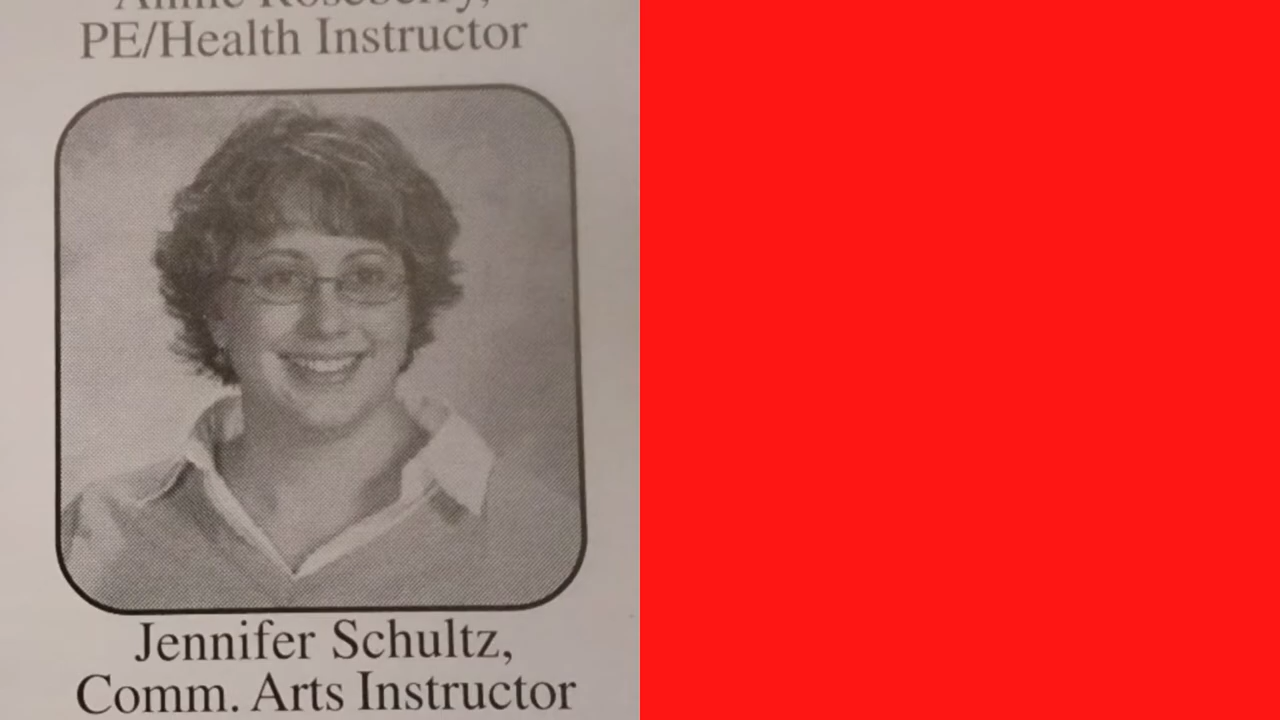 PE/Health Instructor
Jennifer Schultz,
Comm. Arts Instructor